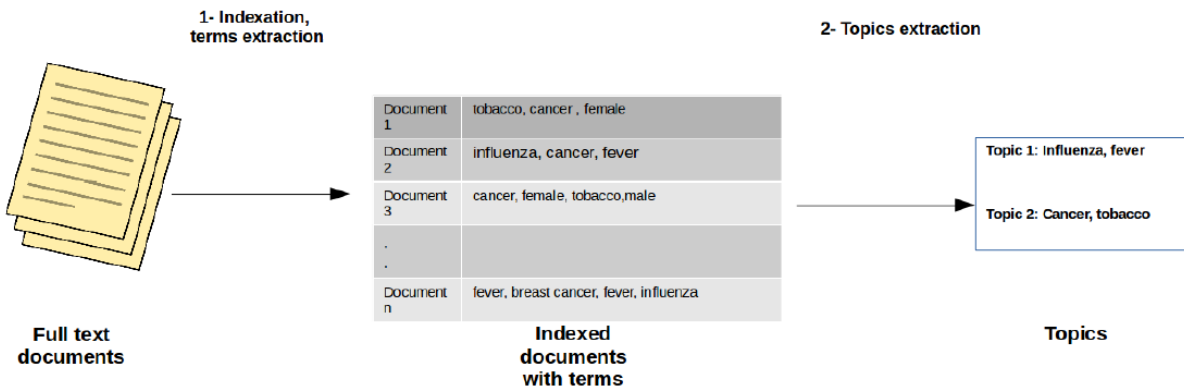 1- Indexation,
terms extraction
2- Topics extraction
Document
1
tobacco, cancer , female
Document
2
influenza, cancer, fever
Document
3
cancer, female, tobacco,male
.
.
Document
n
fever, breast cancer, fever, influenza
Topic 1: Influenza, fever
Topic 2: Cancer, tobacco
Full text
documents
Indexed
documents
with terms
Topics